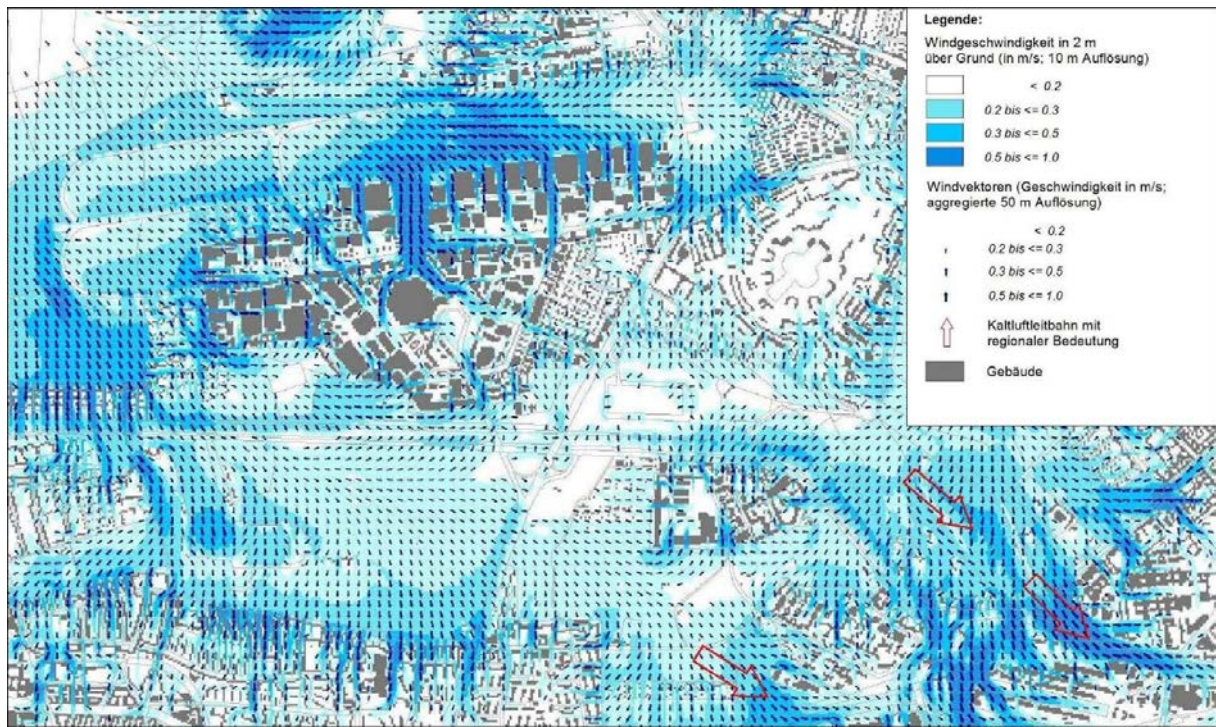 Legende:
Windgeschwindigkeit in 2 m
über Grund (in m/s; 10 m Auflösung)
< 0.2
0.2 bis <= 0.3
0.3 bis <= 0.5
0.5 bis <= 1.0
Windvektoren (Geschwindigkeit in m/s;
aggregierte 50 m Auflösung)
< 0.2
0.2 bis <= 0.3
0.3 bis <= 0.5
0.5 bis <= 1.0
Kaltluftleitbahn mit
regionaler Bedeutung
Gebäude